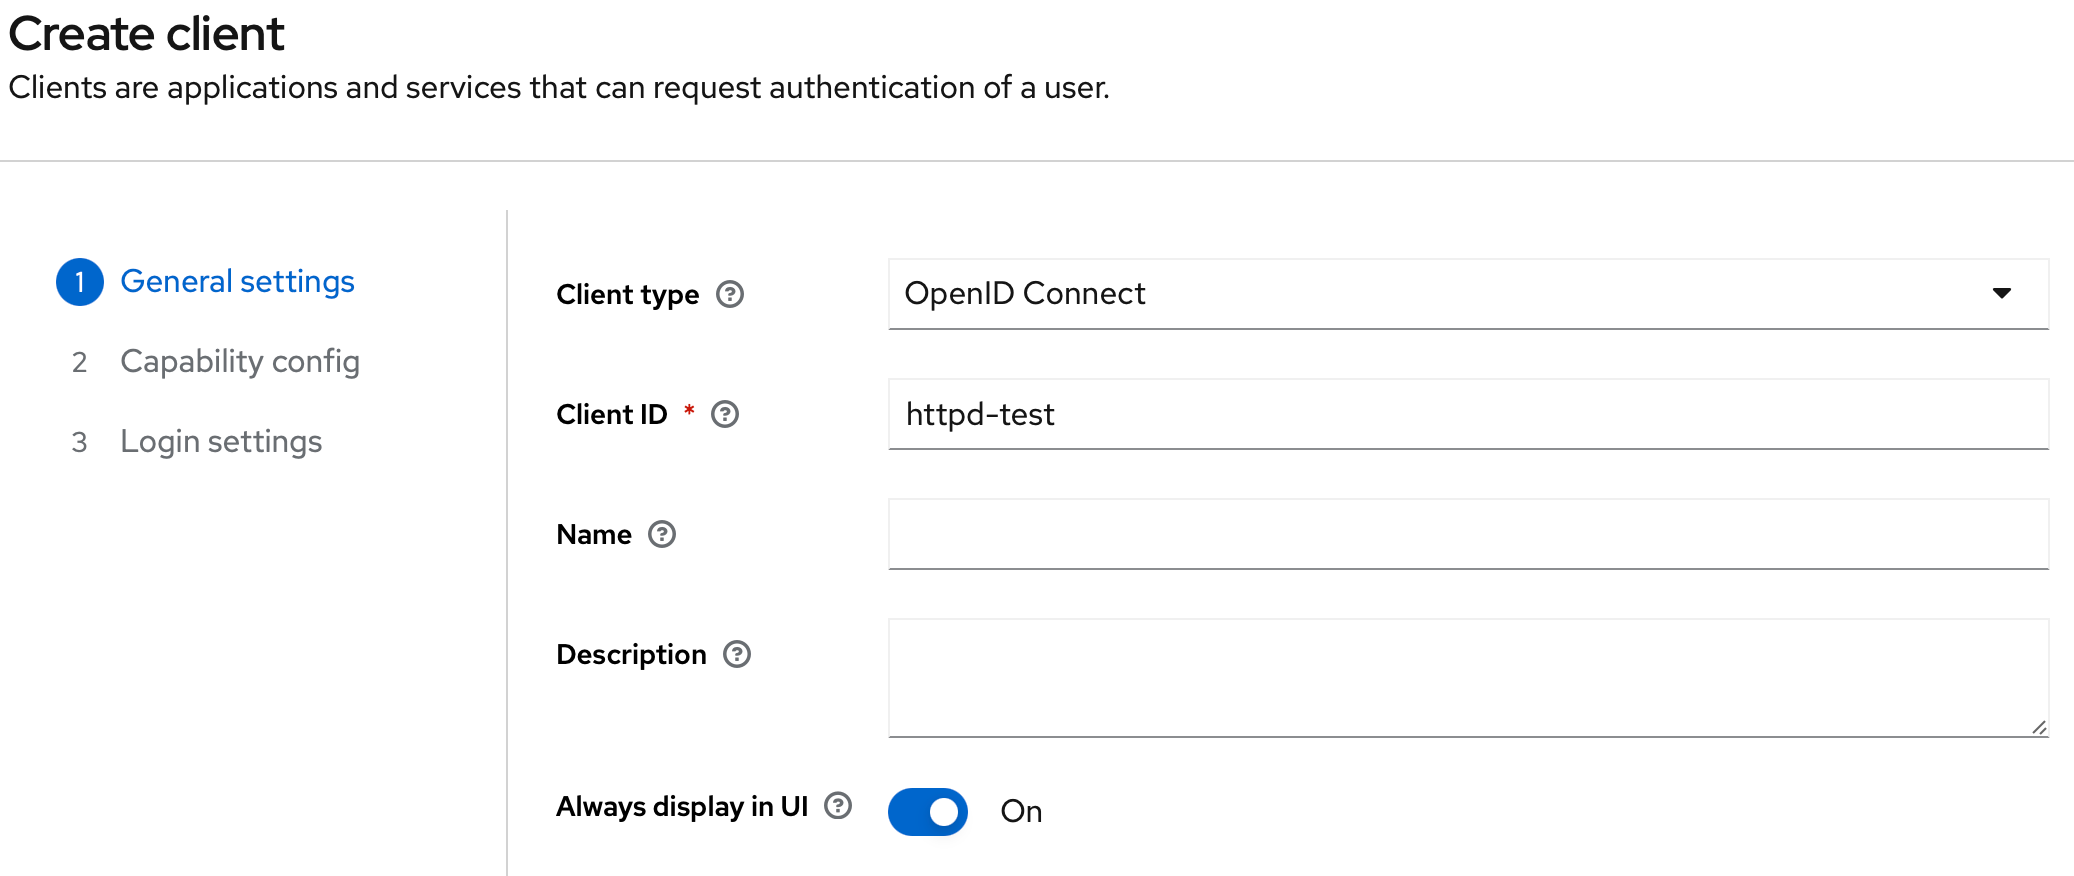 Create client
Clients are applications and services that can request authentication of a user.
1 General settings
2 Capability config
3 Login settings
Client type ? OpenID Connect
Client ID * ? httpd-test
Name ?
Description ?
Always display in UI ? On